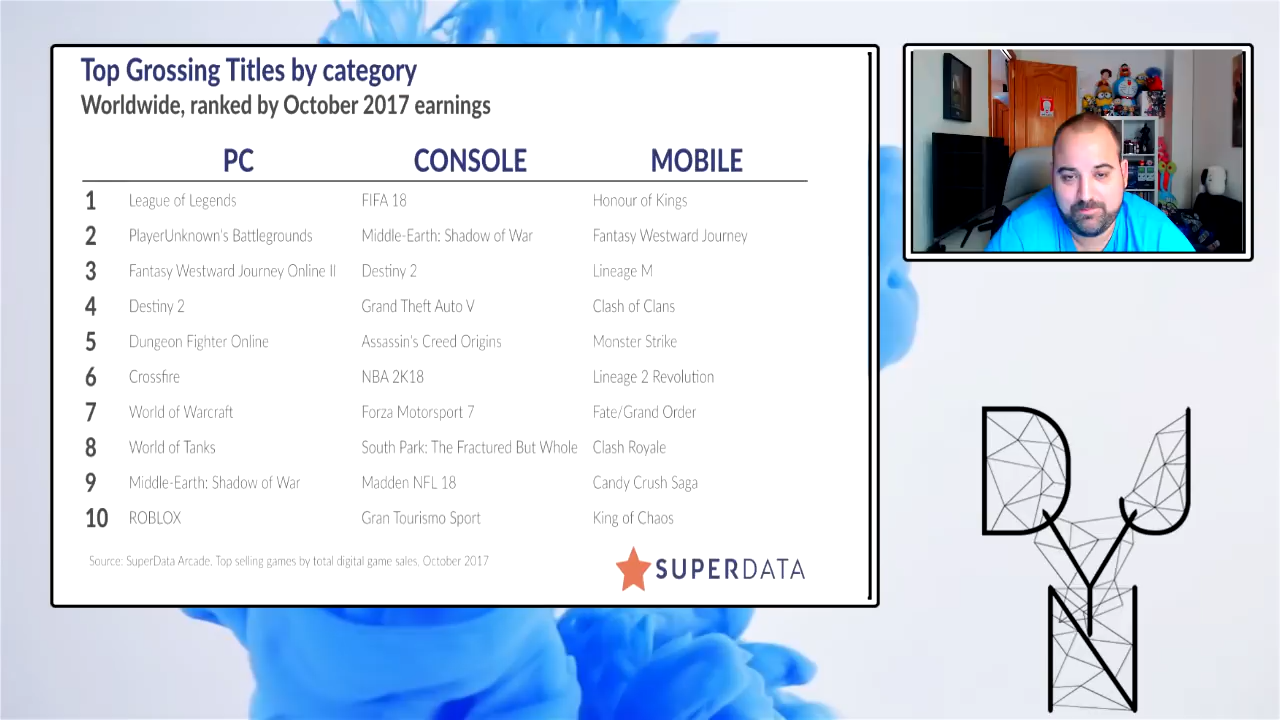 Top Grossing Titles by category
Worldwide, ranked by October 2017 earnings
PC CONSOLE MOBILE
1 League of Legends FIFA 18 Honour of Kings
2 PlayerUnknown's Battlegrounds Middle-Earth: Shadow of War Fantasy Westward Journey
3 Fantasy Westward Journey Online II Destiny 2 Lineage M
4 Destiny 2 Grand Theft Auto V Clash of Clans
5 Dungeon Fighter Online Assassin's Creed Origins Monster Strike
6 Crossfire NBA 2K18 Lineage 2 Revolution
7 World of Warcraft Forza Motorsport 7 Fate/Grand Order
8 World of Tanks South Park: The Fractured But Whole Clash Royale
9 Middle-Earth: Shadow of War Madden NFL 18 Candy Crush Saga
10 ROBLOX Gran Tourismo Sport King of Chaos
Source: SuperData Arcade. Top selling games by total digital game sales, October 2017
SUPERDATA
D J
Y
N